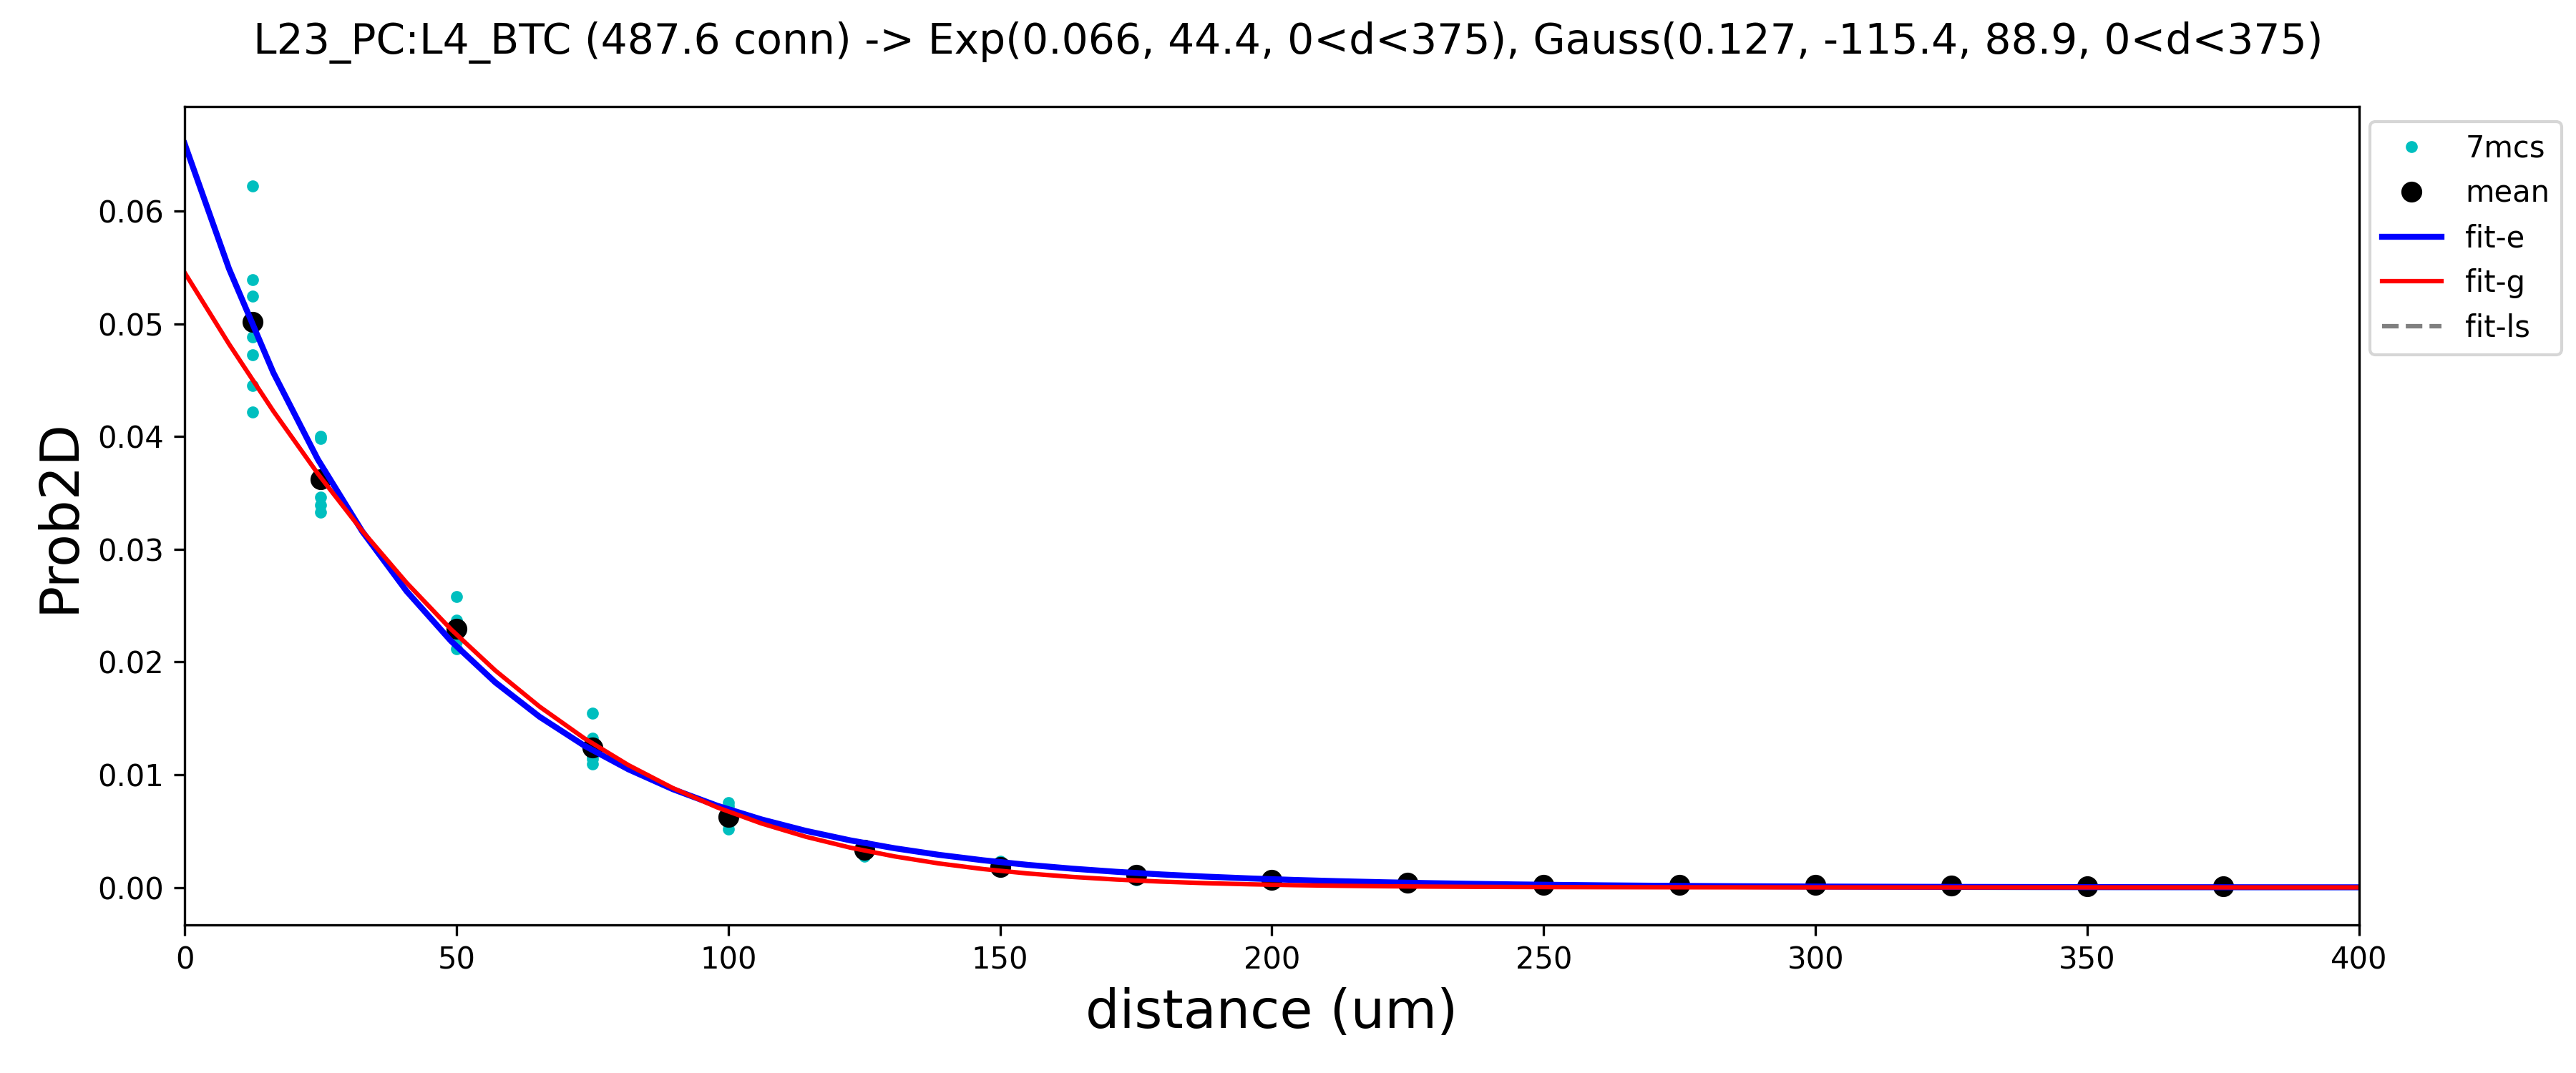 L23_PC:L4_BTC (487.6 conn) -> Exp(0.066, 44.4, 0<d<375), Gauss(0.127, -115.4, 88.9, 0<d<375)
7mcs
mean
fit-e
fit-g
fit-ls
Prob2D
0.06
0.05
0.04
0.03
0.02
0.01
0.00
0 50 100 150 200 250 300 350 400
distance (um)